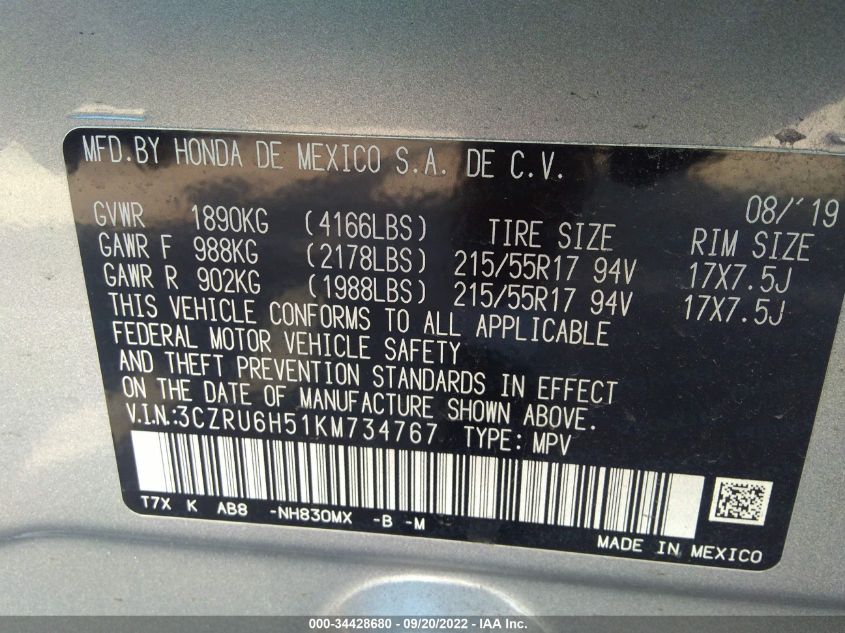 MFD.BY HONDA DE MEXICO S.A. DE C.V.
08/'19
GVWR 1890KG (4166LBS) TIRE SIZE RIM SIZE
GAWR F 988KG (2178LBS) 215/55R17 94V 17X7.5J
GAWR R 902KG (1988LBS) 215/55R17 94V 17X7.5J
THIS VEHICLE CONFORMS TO ALL APPLICABLE
FEDERAL MOTOR VEHICLE SAFETY
AND THEFT PREVENTION STANDARDS IN EFFECT
ON THE DATE OF MANUFACTURE SHOWN ABOVE.
V.I.N.:3CZRU6H51KM734767 TYPE: MPV
T7X K AB8 -NH830MX -B -M
MADE IN MEXICO
000-34428680 - 09/20/2022 - IAA Inc.